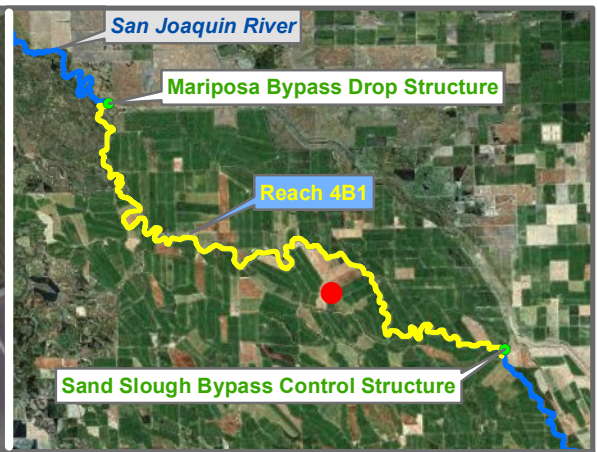 San Joaquin River
Mariposa Bypass Drop Structure
Reach 4B1
Sand Slough Bypass Control Structure